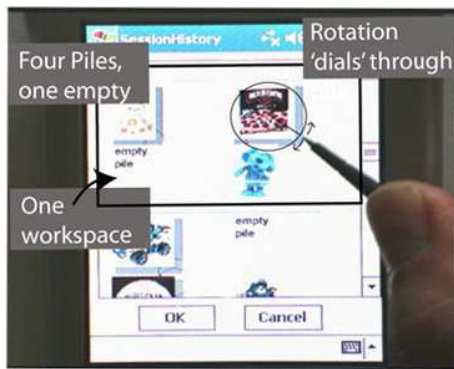 SessionHistory
Four Piles,
one empty
Rotation
'dials' through
empty
pile
One
workspace
empty
pile
OK
Cancel